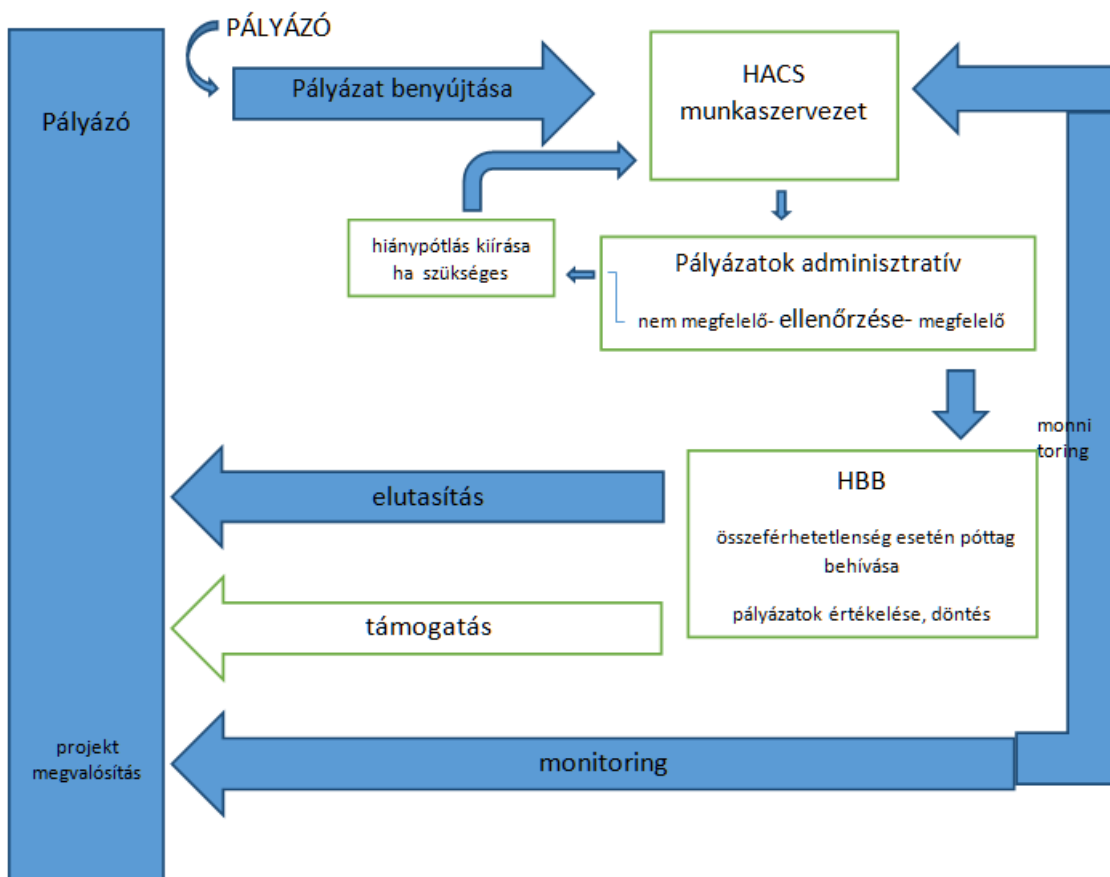 PÁLYÁZÓ
Pályázó
Pályázat benyújtása
HACS
munkaszervezet
hiánypótlás kiírása
ha szükséges
Pályázatok adminisztratív
nem megfelelő- ellenőrzése- megfelelő
monni
toring
elutasítás
HBB
összeférhetetlenség esetén póttag
behívása
pályázatok értékelése, döntés
támogatás
projekt
megvalósítás
monitoring